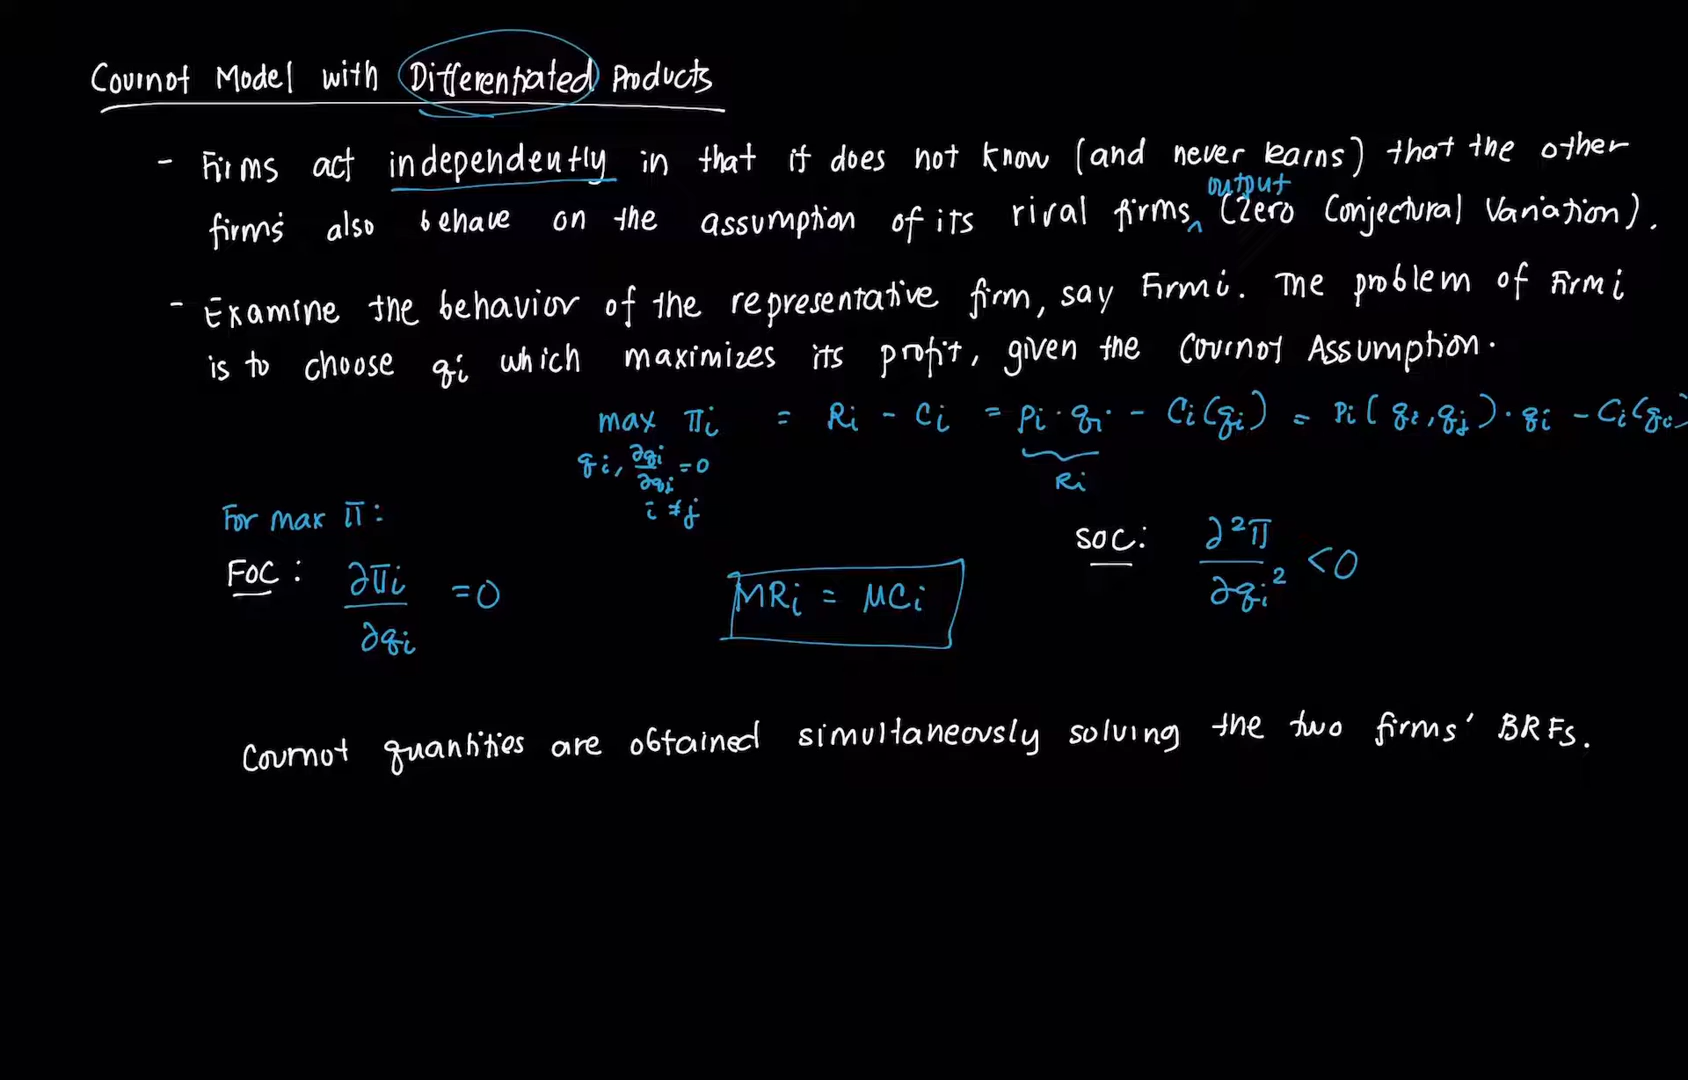 Cournot Model with Differentiated Products
- Firms act independently in that it does not know (and never learns) that the other
output
firms also behave on the assumption of its rival firms ^ (Zero Conjectural Variation).
- Examine the behavior of the representative firm, say Firm i. The problem of Firm i
is to choose qi which maximizes its profit, given the Cournot Assumption.
max πi = Ri - Ci = Pi · qi - Ci(qi) = Pi(qi, qj) · qi - Ci(qi)
qi, ∂qi/∂qj = 0
Ri
i ≠ j
For max π:
FOC: ∂πi/∂qi = 0
MRi = MCi
SOC: ∂²π/∂qi² < 0
Cournot quantities are obtained simultaneously solving the two firms' BRFs.